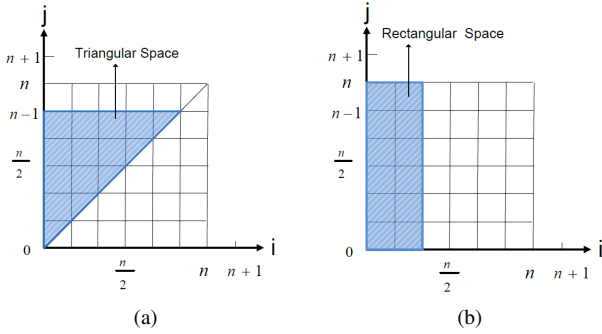 j
n + 1
Triangular Space
n
n − 1
n/2
0
n/2
n
n + 1
i
(a)
j
n + 1
Rectangular Space
n
n − 1
n/2
0
n/2
n
n + 1
i
(b)